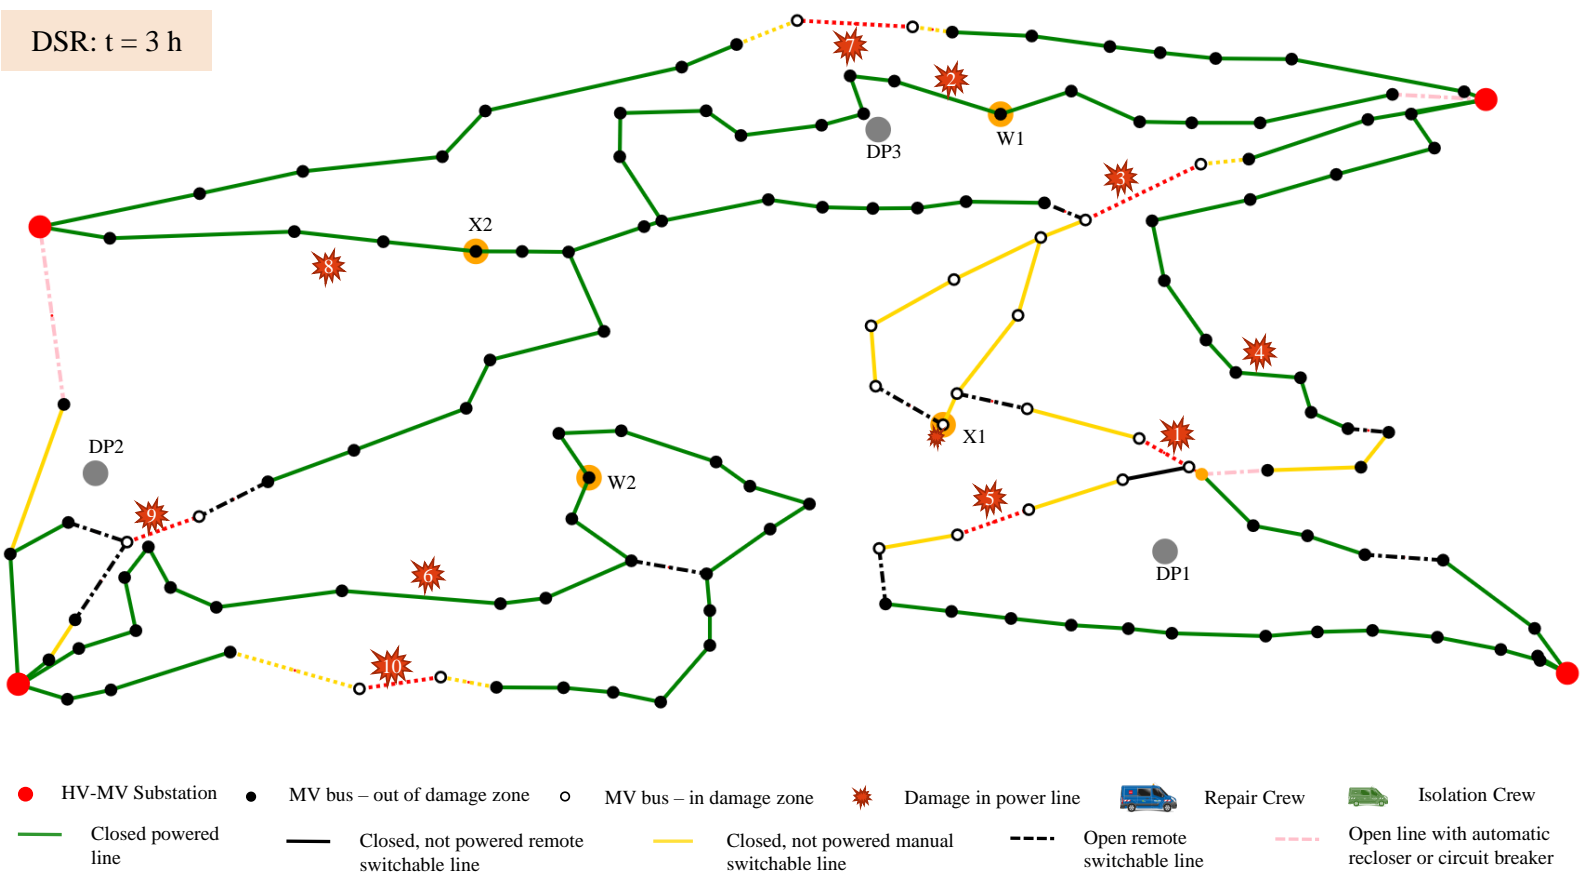 DSR: t = 3 h
7
2
W1
DP3
3
X2
8
4
X1
1
DP2
W2
5
9
DP1
6
10
HV-MV Substation
MV bus – out of damage zone
MV bus – in damage zone
Damage in power line
Repair Crew
Isolation Crew
Closed powered
line
Closed, not powered remote
switchable line
Closed, not powered manual
switchable line
Open remote
switchable line
Open line with automatic
recloser or circuit breaker